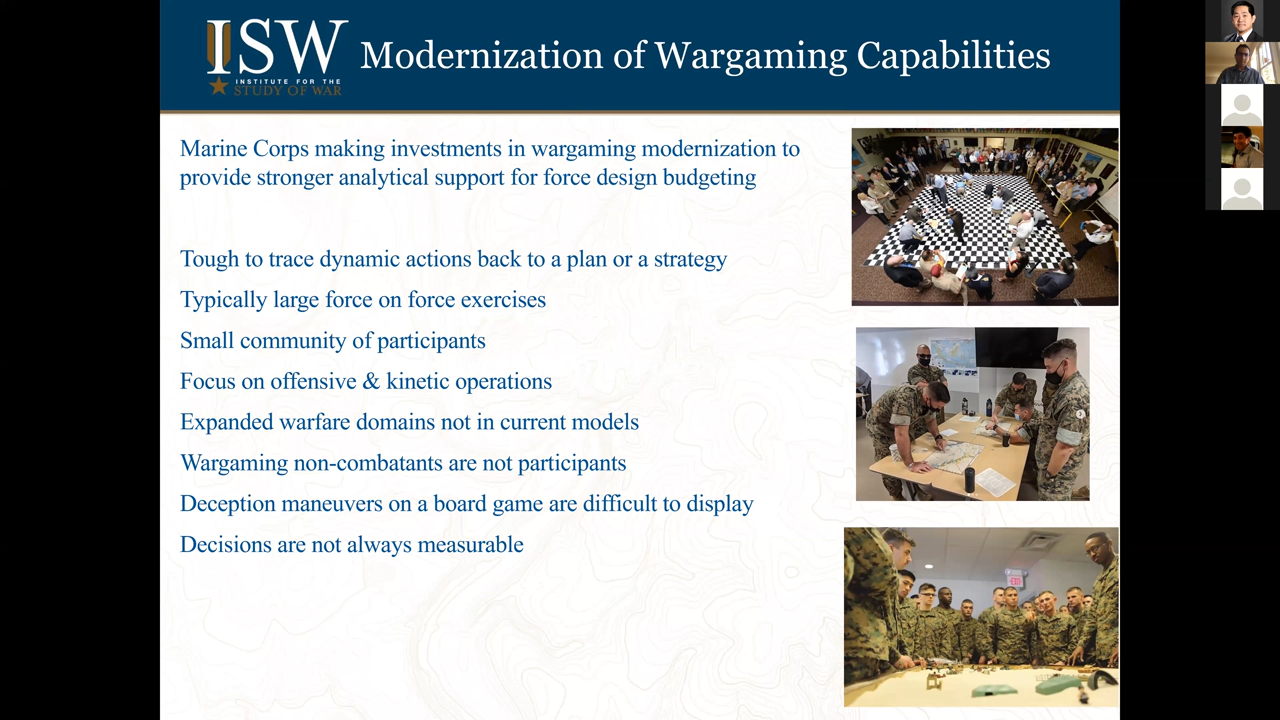 ISW
INSTITUTE FOR THE
STUDY OF WAR
Modernization of Wargaming Capabilities
Marine Corps making investments in wargaming modernization to
provide stronger analytical support for force design budgeting
Tough to trace dynamic actions back to a plan or a strategy
Typically large force on force exercises
Small community of participants
Focus on offensive & kinetic operations
Expanded warfare domains not in current models
Wargaming non-combatants are not participants
Deception maneuvers on a board game are difficult to display
Decisions are not always measurable
EXIT